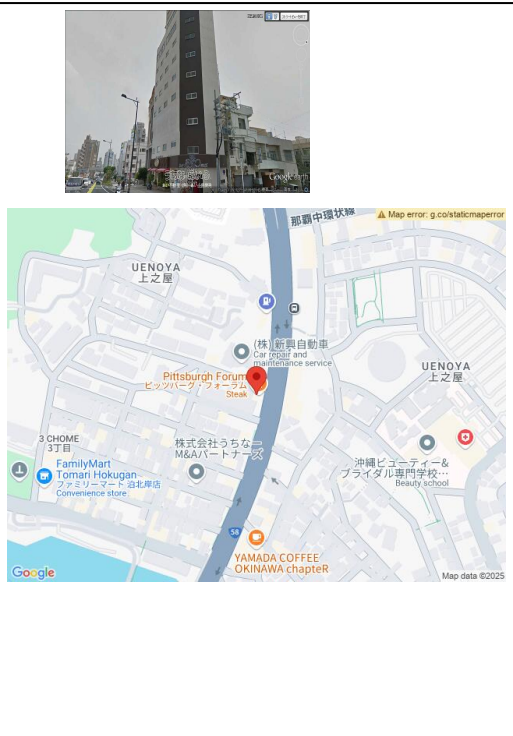 Google earth
那覇中環状線
Map error: g.co/staticmaperror
UENOYA
上之屋
(株) 新興自動車
Car repair and
maintenance service
Pittsburgh Forum
ピッツバーグ・フォーラム
Steak
UENOYA
上之屋
3 CHOME
3丁目
株式会社うちなー
M&Aパートナーズ
FamilyMart
Tomari Hokugan
ファミリーマート 泊北岸店
Convenience store
沖縄ビューティー&
ブライダル専門学校…
Beauty school
58
YAMADA COFFEE
OKINAWA chapteR
Google
Map data ©2025